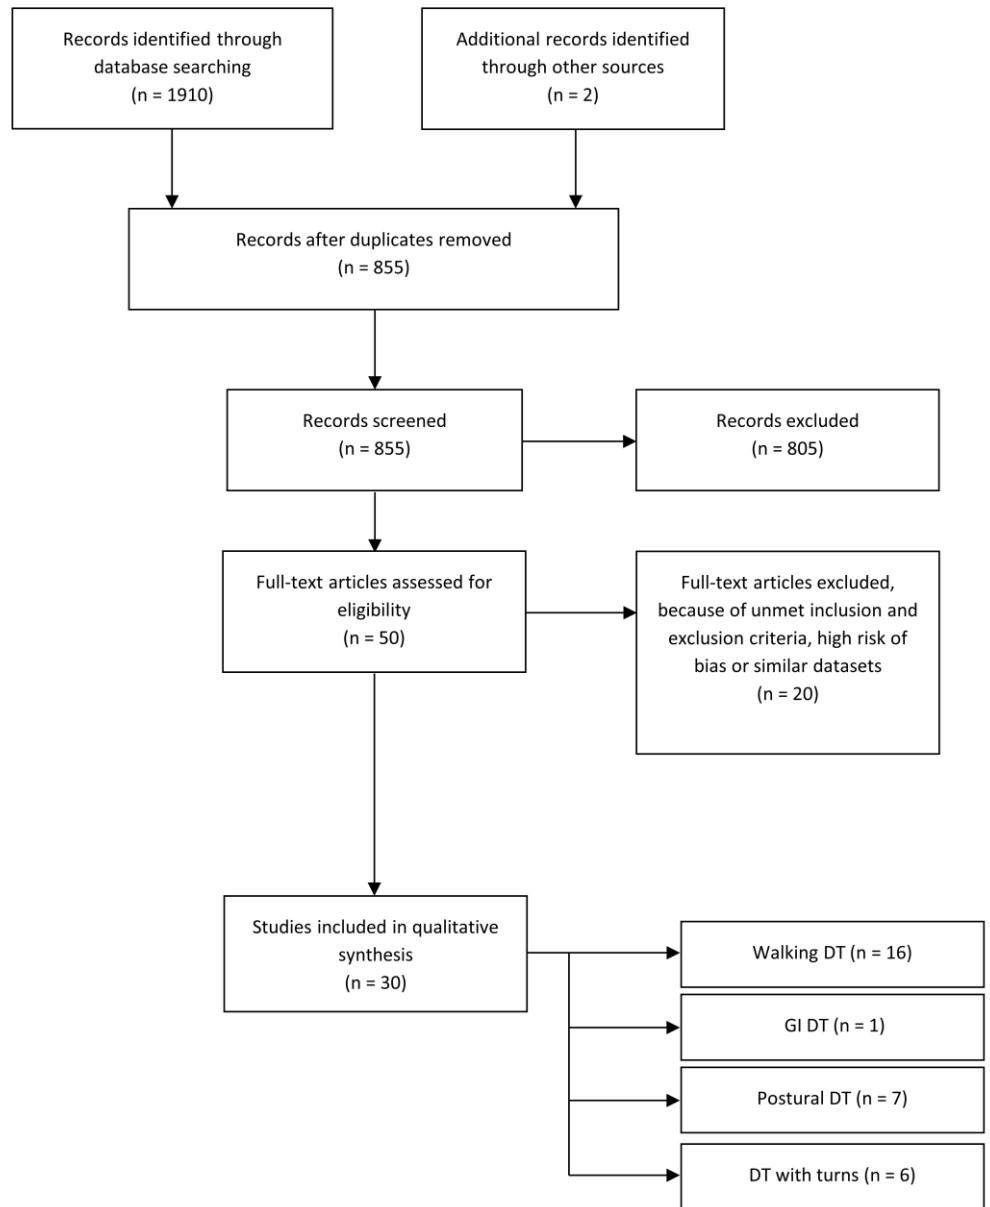 Records identified through
database searching
(n = 1910)
Additional records identified
through other sources
(n = 2)
Records after duplicates removed
(n = 855)
Records screened
(n = 855)
Records excluded
(n = 805)
Full-text articles assessed for
eligibility
(n = 50)
Full-text articles excluded,
because of unmet inclusion and
exclusion criteria, high risk of
bias or similar datasets
(n = 20)
Studies included in qualitative
synthesis
(n = 30)
Walking DT (n = 16)
GI DT (n = 1)
Postural DT (n = 7)
DT with turns (n = 6)